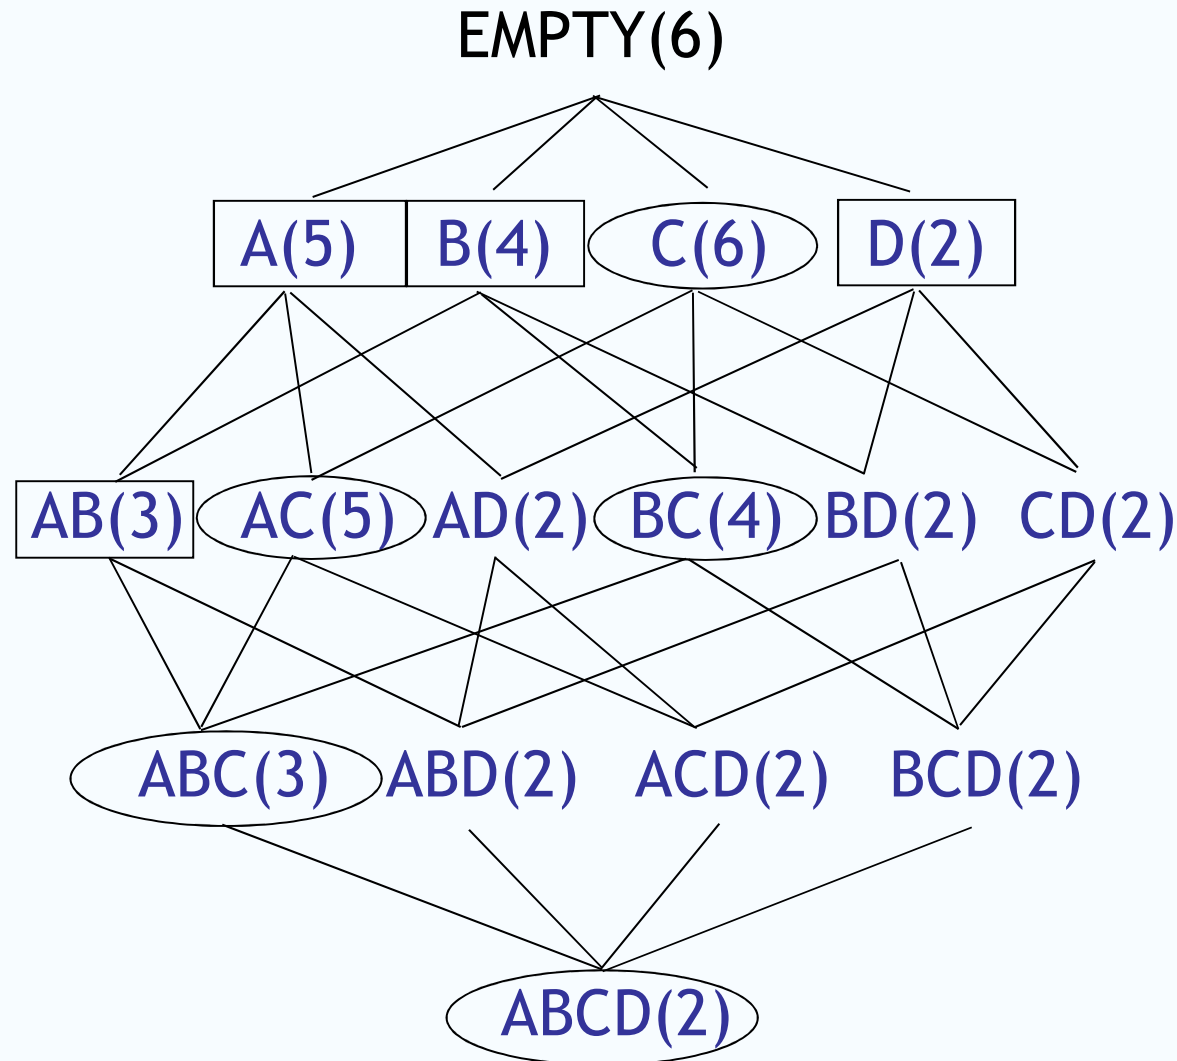 EMPTY(6)
A(5) B(4) C(6) D(2)
AB(3) AC(5) AD(2) BC(4) BD(2) CD(2)
ABC(3) ABD(2) ACD(2) BCD(2)
ABCD(2)